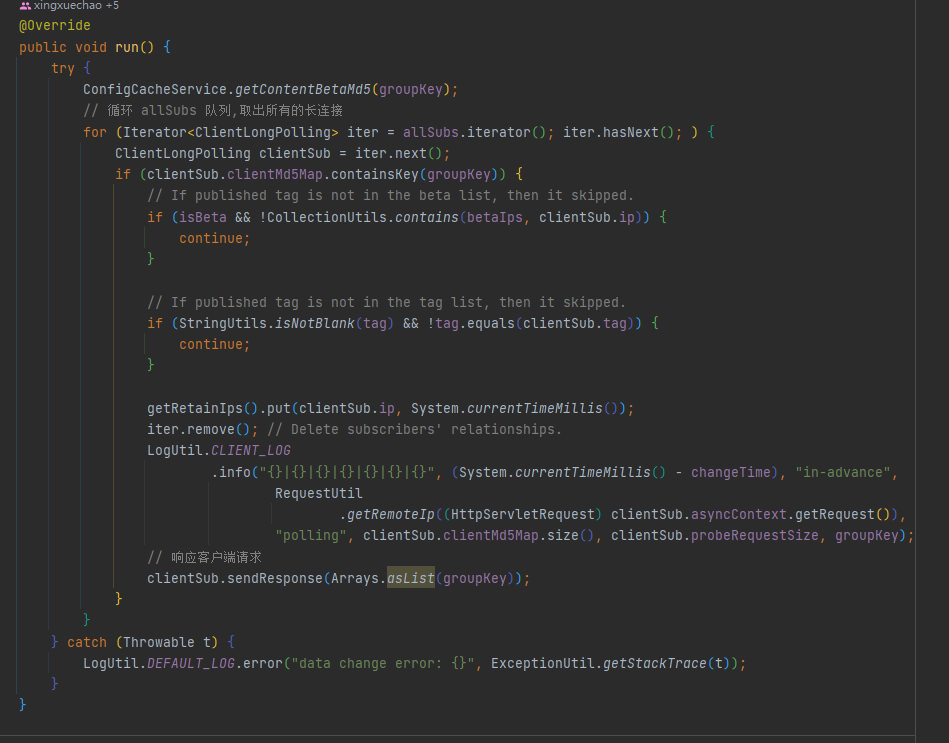 xingxuechao +5
@Override
public void run() {
try {
ConfigCacheService.getContentBetaMd5(groupKey);
// 循环 allSubs 队列,取出所有的长连接
for (Iterator<ClientLongPolling> iter = allSubs.iterator(); iter.hasNext(); ) {
ClientLongPolling clientSub = iter.next();
if (clientSub.clientMd5Map.containsKey(groupKey)) {
// If published tag is not in the beta list, then it skipped.
if (isBeta && !CollectionUtils.contains(betaIps, clientSub.ip)) {
continue;
}
// If published tag is not in the tag list, then it skipped.
if (StringUtils.isNotBlank(tag) && !tag.equals(clientSub.tag)) {
continue;
}
getRetainIps().put(clientSub.ip, System.currentTimeMillis());
iter.remove(); // Delete subscribers' relationships.
LogUtil.CLIENT_LOG
.info("{}|{}|{}|{}|{}|{}|{}", (System.currentTimeMillis() - changeTime), "in-advance",
RequestUtil
.getRemoteIp((HttpServletRequest) clientSub.asyncContext.getRequest()),
"polling", clientSub.clientMd5Map.size(), clientSub.probeRequestSize, groupKey);
// 响应客户端请求
clientSub.sendResponse(Arrays.asList(groupKey));
}
}
} catch (Throwable t) {
LogUtil.DEFAULT_LOG.error("data change error: {}", ExceptionUtil.getStackTrace(t));
}
}